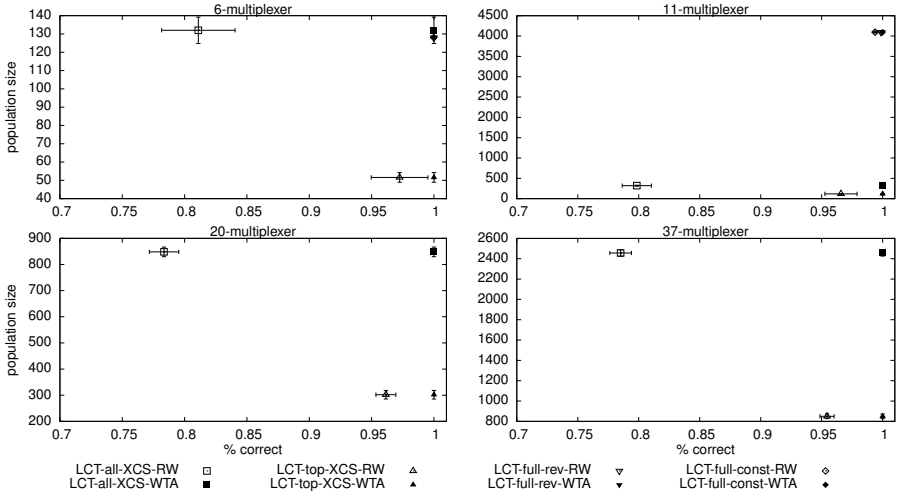 6-multiplexer
140
130
120
110
100
90
80
70
60
50
40
population size
0.7 0.75 0.8 0.85 0.9 0.95 1
11-multiplexer
4500
4000
3500
3000
2500
2000
1500
1000
500
0
0.7 0.75 0.8 0.85 0.9 0.95 1
20-multiplexer
900
800
700
600
500
400
300
200
population size
0.7 0.75 0.8 0.85 0.9 0.95 1
% correct
37-multiplexer
2600
2400
2200
2000
1800
1600
1400
1200
1000
800
0.7 0.75 0.8 0.85 0.9 0.95 1
% correct
LCT-all-XCS-RW LCT-top-XCS-RW LCT-full-rev-RW LCT-full-const-RW
LCT-all-XCS-WTA LCT-top-XCS-WTA LCT-full-rev-WTA LCT-full-const-WTA